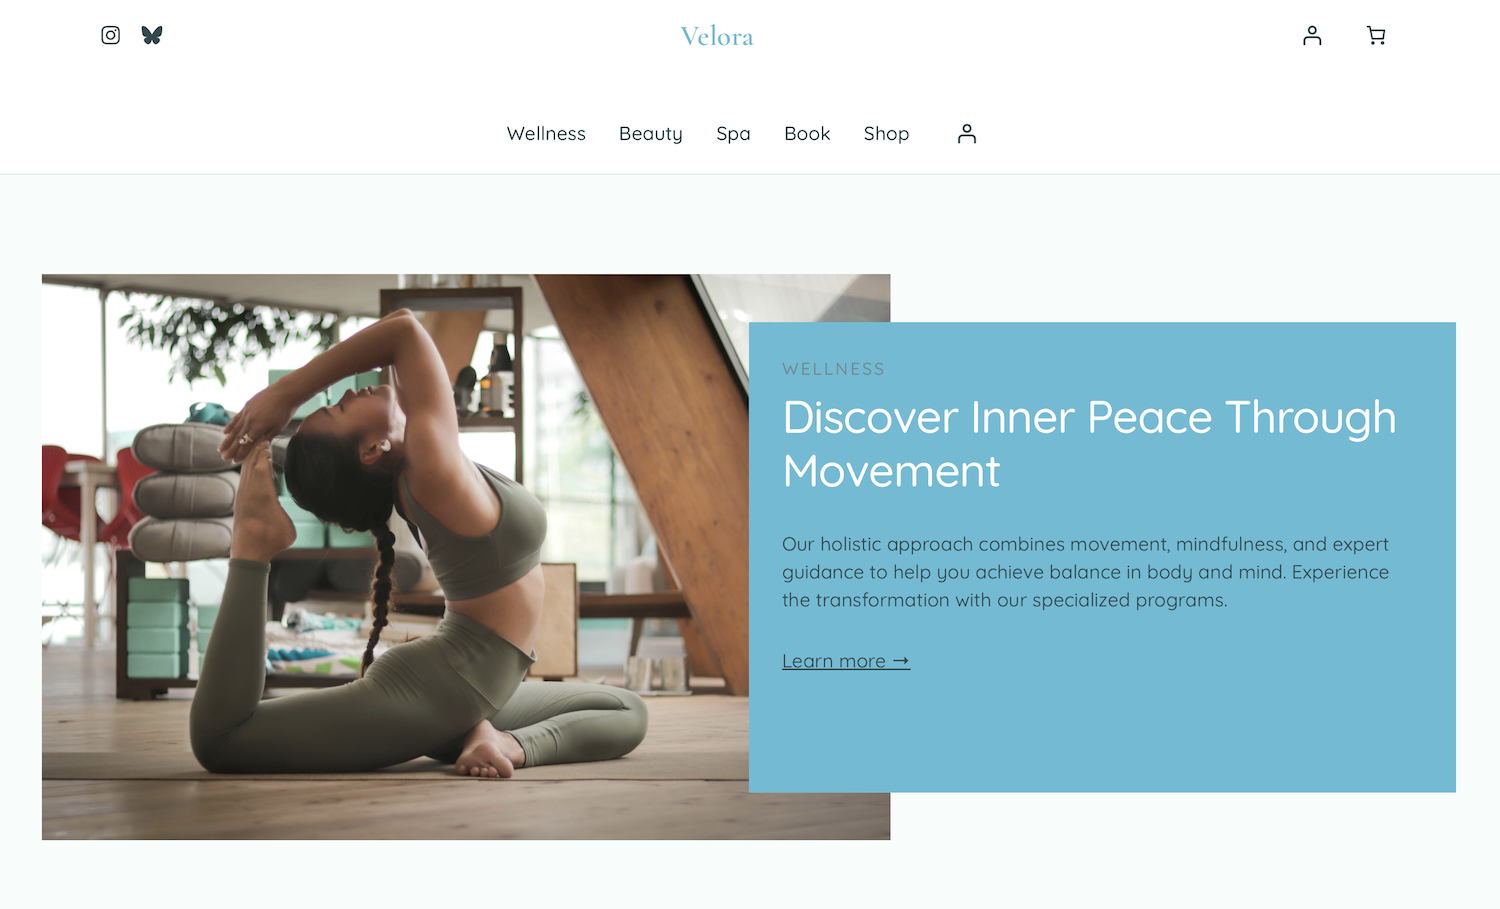 Velora
Wellness Beauty Spa Book Shop
WELLNESS
Discover Inner Peace Through
Movement
Our holistic approach combines movement, mindfulness, and expert
guidance to help you achieve balance in body and mind. Experience
the transformation with our specialized programs.
Learn more →